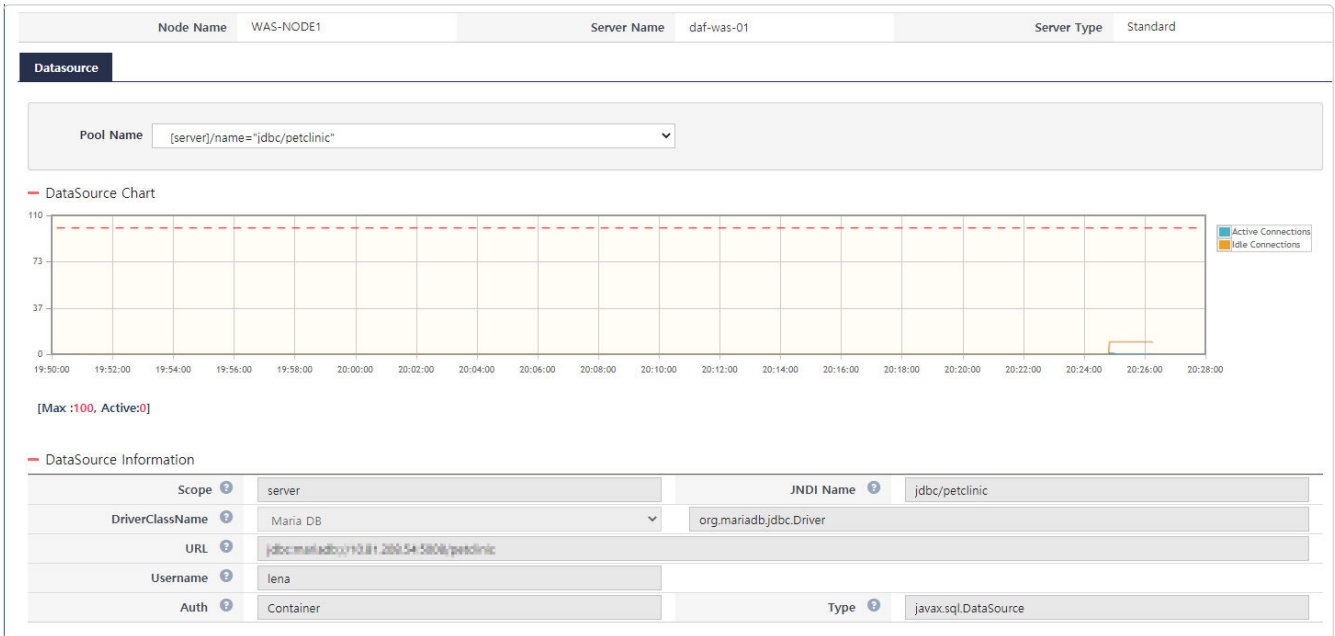 Node Name WAS-NODE1 Server Name daf-was-01 Server Type Standard
Datasource
Pool Name [server]/name="jdbc/petclinic"
DataSource Chart
110
73
37
0
Active Connections
Idle Connections
19:50:00 19:52:00 19:54:00 19:56:00 19:58:00 20:00:00 20:02:00 20:04:00 20:06:00 20:08:00 20:10:00 20:12:00 20:14:00 20:16:00 20:18:00 20:20:00 20:22:00 20:24:00 20:26:00 20:28:00
[Max :100, Active:0]
DataSource Information
Scope ? server JNDI Name ? jdbc/petclinic
DriverClassName ? Maria DB org.mariadb.jdbc.Driver
URL ?
Username ? lena
Auth ? Container Type ? javax.sql.DataSource